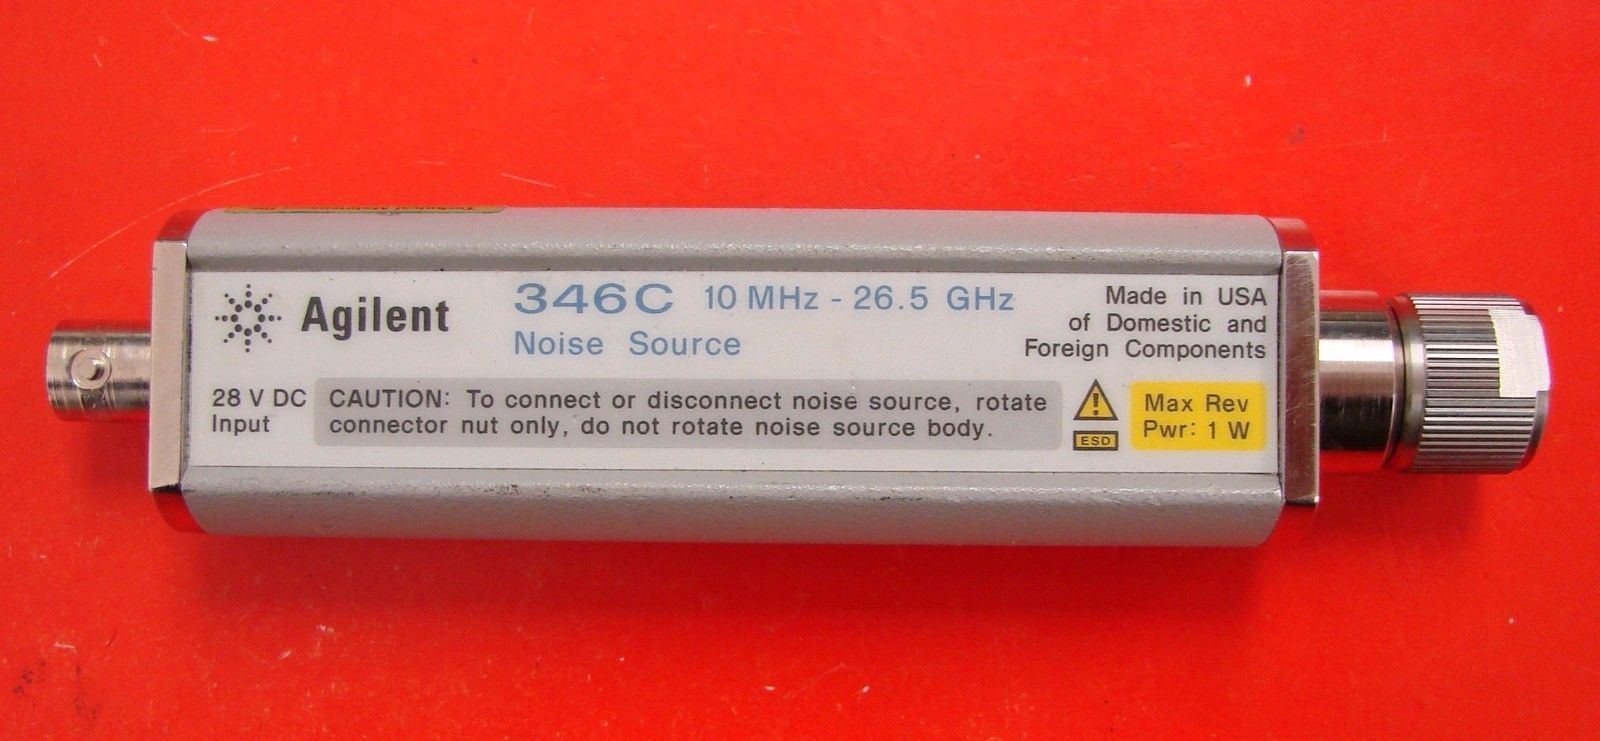 Agilent
346C 10 MHz - 26.5 GHz
Noise Source
Made in USA
of Domestic and
Foreign Components
28 V DC
Input
CAUTION: To connect or disconnect noise source, rotate
connector nut only, do not rotate noise source body.
ESD
Max Rev
Pwr: 1 W